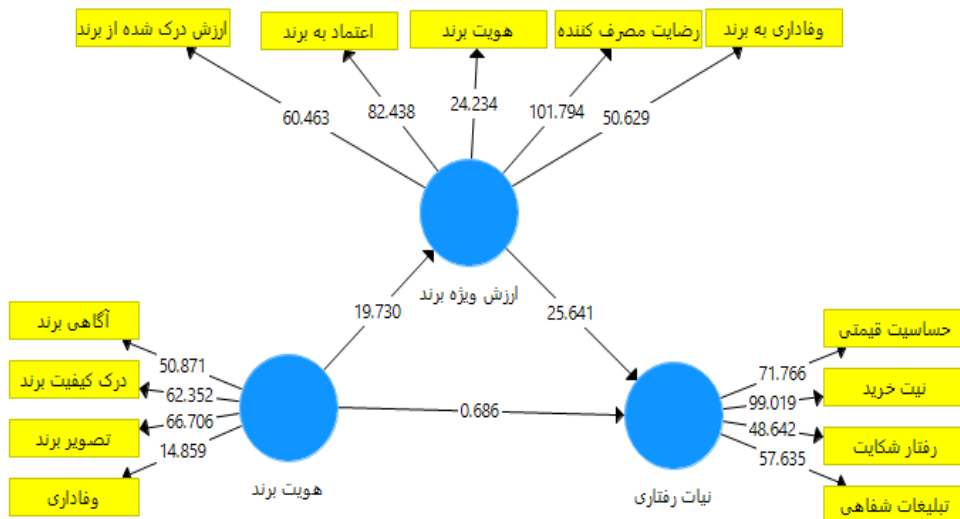 ارزش درک شده از برند
اعتماد به برند
هویت برند
رضایت مصرف کننده
وفاداری به برند
60.463
82.438
24.234
101.794
50.629
ارزش ویژه برند
19.730
25.641
آگاهی برند
درک کیفیت برند
تصویر برند
وفاداری
50.871
62.352
66.706
14.859
هویت برند
0.686
نیات رفتاری
71.766
99.019
48.642
57.635
حساسیت قیمتی
نیت خرید
رفتار شکایت
تبلیغات شفاهی